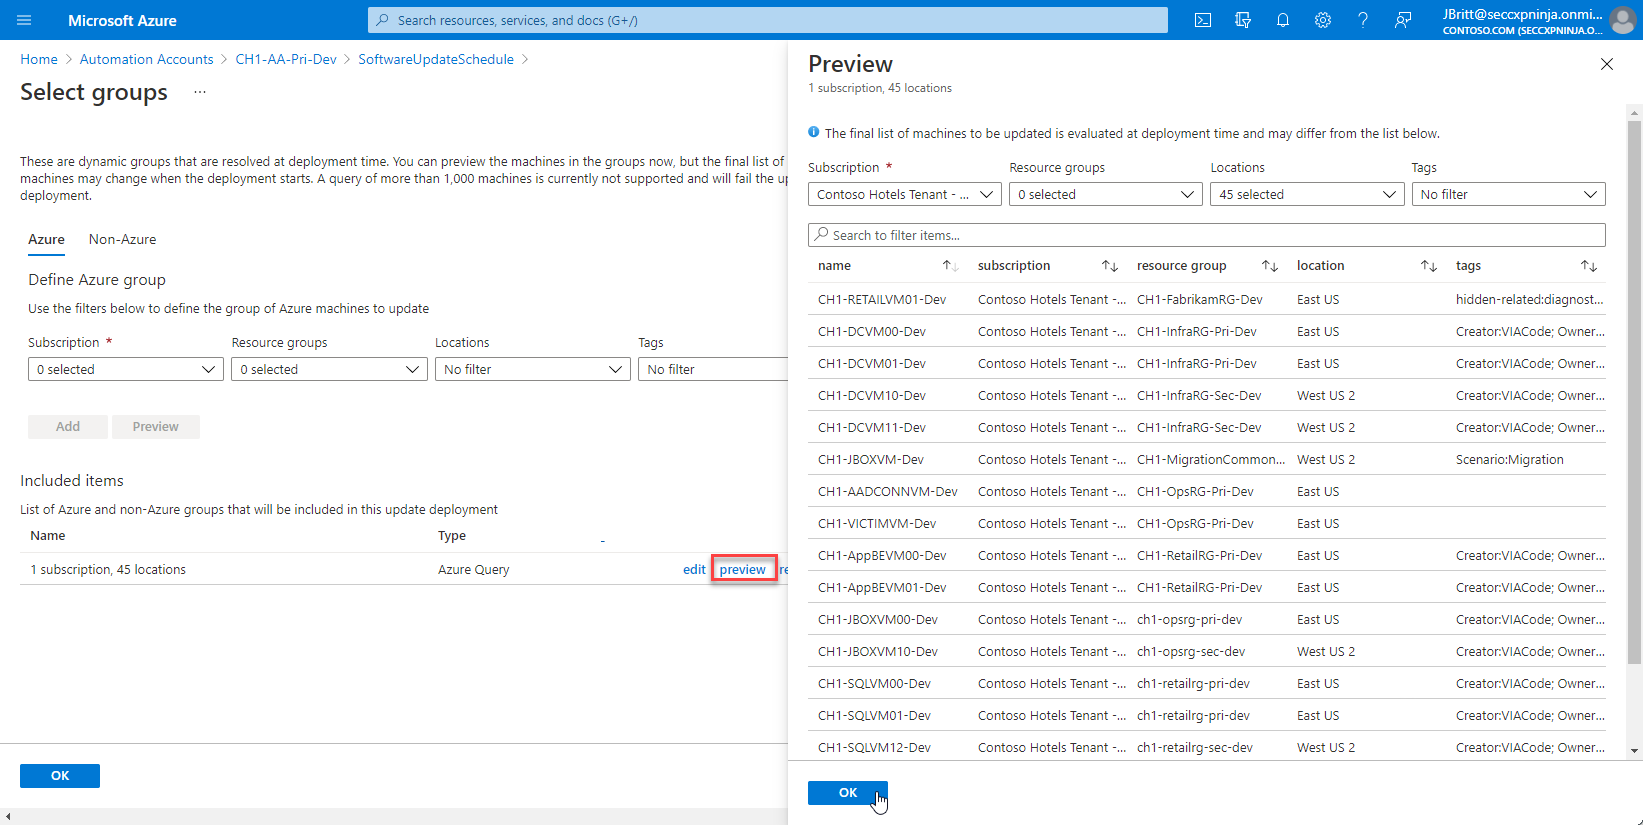 Microsoft Azure
Search resources, services, and docs (G+/)
JBritt@seccxpninja.onmi...
CONTOSO.COM (SECCXPNINJA.O...
Home > Automation Accounts > CH1-AA-Pri-Dev > SoftwareUpdateSchedule >
Select groups ...
These are dynamic groups that are resolved at deployment time. You can preview the machines in the groups now, but the final list of
machines may change when the deployment starts. A query of more than 1,000 machines is currently not supported and will fail the up
deployment.
Azure Non-Azure
Define Azure group
Use the filters below to define the group of Azure machines to update
Subscription * Resource groups Locations Tags
0 selected 0 selected No filter No filter
Add Preview
Included items
List of Azure and non-Azure groups that will be included in this update deployment
Name Type
1 subscription, 45 locations Azure Query edit preview re
OK
Preview
1 subscription, 45 locations
The final list of machines to be updated is evaluated at deployment time and may differ from the list below.
Subscription * Resource groups Locations Tags
Contoso Hotels Tenant - ... 0 selected 45 selected No filter
Search to filter items...
name subscription resource group location tags
CH1-RETAILVM01-Dev Contoso Hotels Tenant -... CH1-FabrikamRG-Dev East US hidden-related:diagnost...
CH1-DCVM00-Dev Contoso Hotels Tenant -... CH1-InfraRG-Pri-Dev East US Creator:VIACode; Owner...
CH1-DCVM01-Dev Contoso Hotels Tenant -... CH1-InfraRG-Pri-Dev East US Creator:VIACode; Owner...
CH1-DCVM10-Dev Contoso Hotels Tenant -... CH1-InfraRG-Sec-Dev West US 2 Creator:VIACode; Owner...
CH1-DCVM11-Dev Contoso Hotels Tenant -... CH1-InfraRG-Sec-Dev West US 2 Creator:VIACode; Owner...
CH1-JBOXVM-Dev Contoso Hotels Tenant -... CH1-MigrationCommon... West US 2 Scenario:Migration
CH1-AADCONNVM-Dev Contoso Hotels Tenant -... CH1-OpsRG-Pri-Dev East US
CH1-VICTIMVM-Dev Contoso Hotels Tenant -... CH1-OpsRG-Pri-Dev East US
CH1-AppBEVM00-Dev Contoso Hotels Tenant -... CH1-RetailRG-Pri-Dev East US Creator:VIACode; Owner...
CH1-AppBEVM01-Dev Contoso Hotels Tenant -... CH1-RetailRG-Pri-Dev East US Creator:VIACode; Owner...
CH1-JBOXVM00-Dev Contoso Hotels Tenant -... ch1-opsrg-pri-dev East US Creator:VIACode; Owner...
CH1-JBOXVM10-Dev Contoso Hotels Tenant -... ch1-opsrg-sec-dev West US 2 Creator:VIACode; Owner...
CH1-SQLVM00-Dev Contoso Hotels Tenant -... ch1-retailrg-pri-dev East US Creator:VIACode; Owner...
CH1-SQLVM01-Dev Contoso Hotels Tenant -... ch1-retailrg-pri-dev East US Creator:VIACode; Owner...
CH1-SQLVM12-Dev Contoso Hotels Tenant -... ch1-retailrg-sec-dev West US 2 Creator:VIACode; Owner...
OK